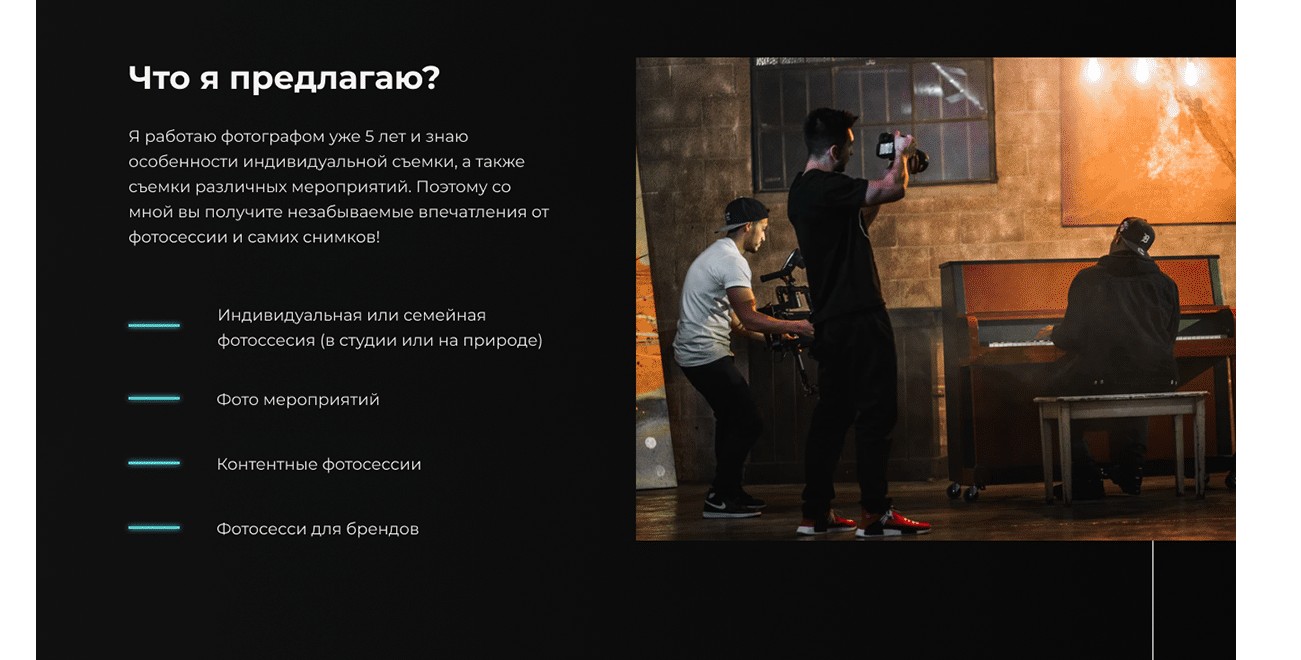 Что я предлагаю?
Я работаю фотографом уже 5 лет и знаю
особенности индивидуальной съемки, а также
съемки различных мероприятий. Поэтому со
мной вы получите незабываемые впечатления от
фотосессии и самих снимков!
Индивидуальная или семейная
фотоссесия (в студии или на природе)
Фото мероприятий
Контентные фотосессии
Фотосесси для брендов